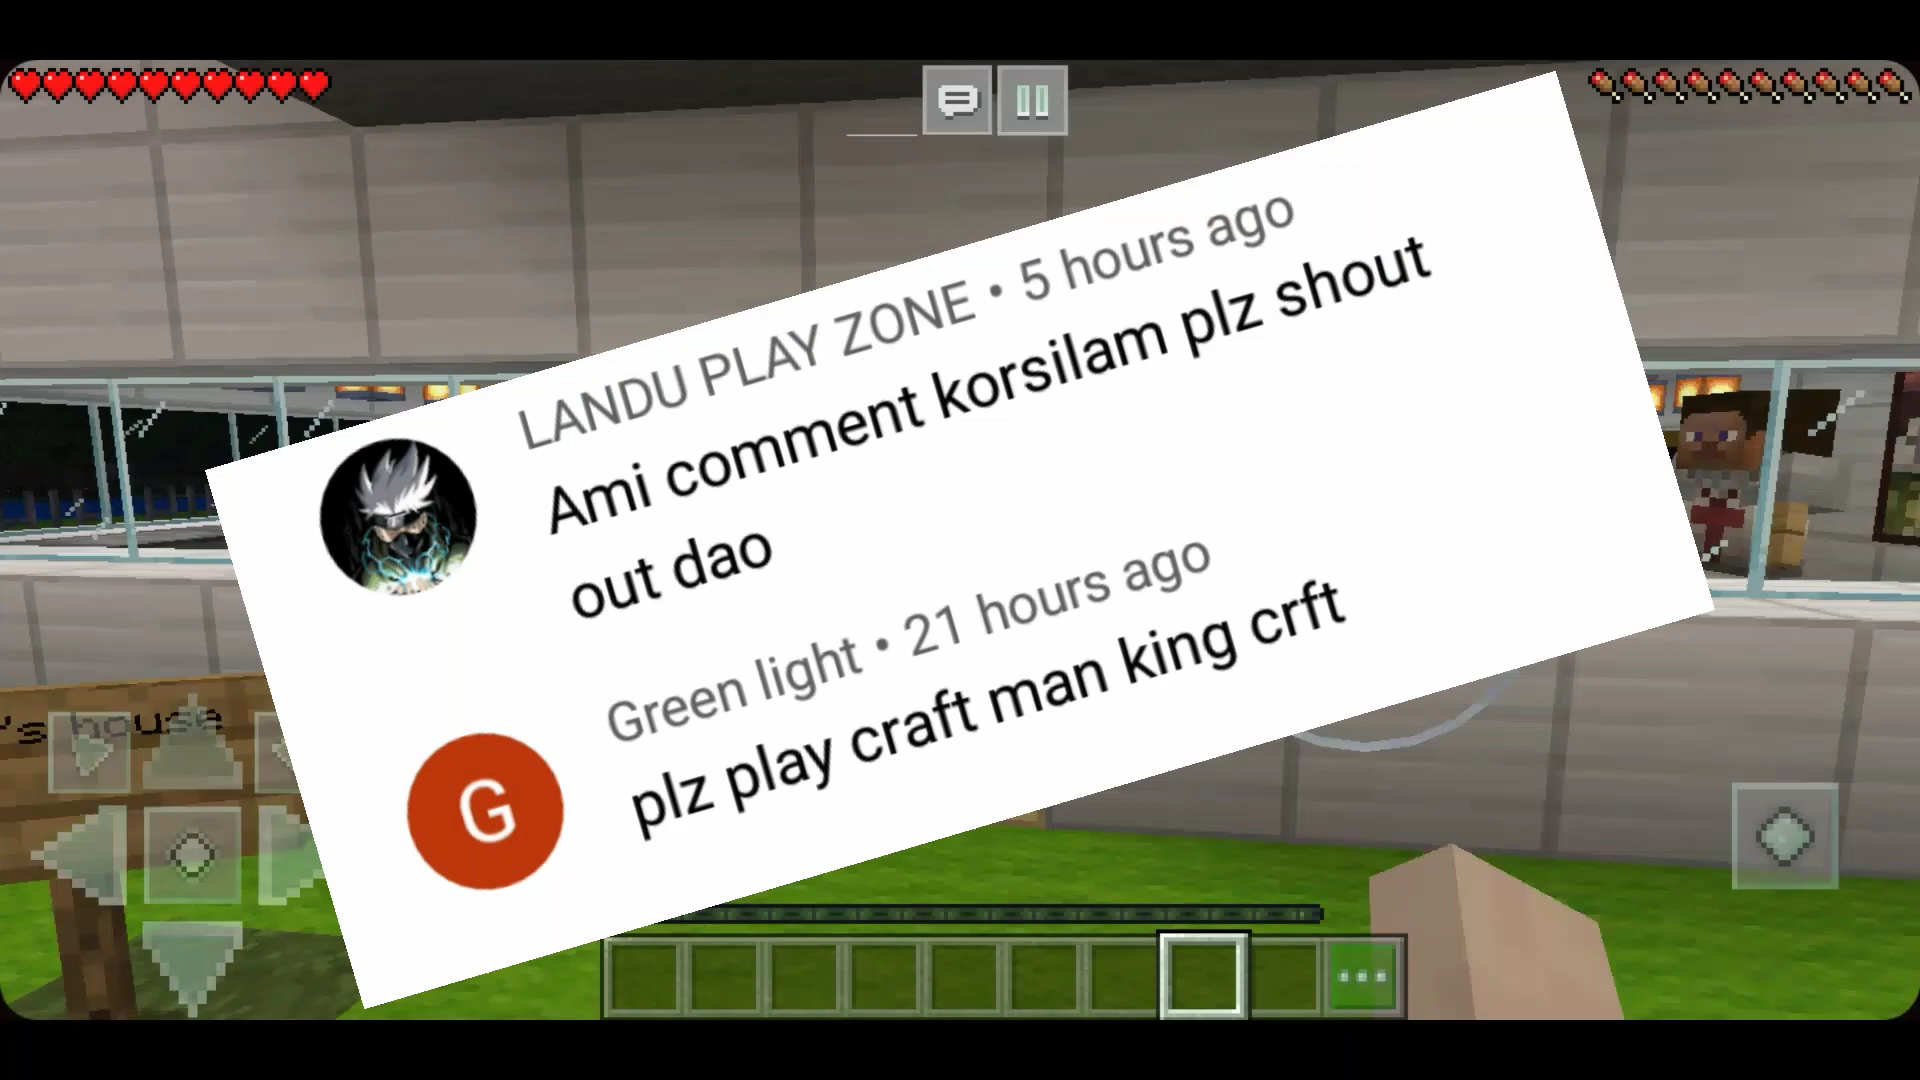 LANDU PLAY ZONE • 5 hours ago
Ami comment korsilam plz shout
out dao
Green light • 21 hours ago
G
plz play craft man king crft
's house